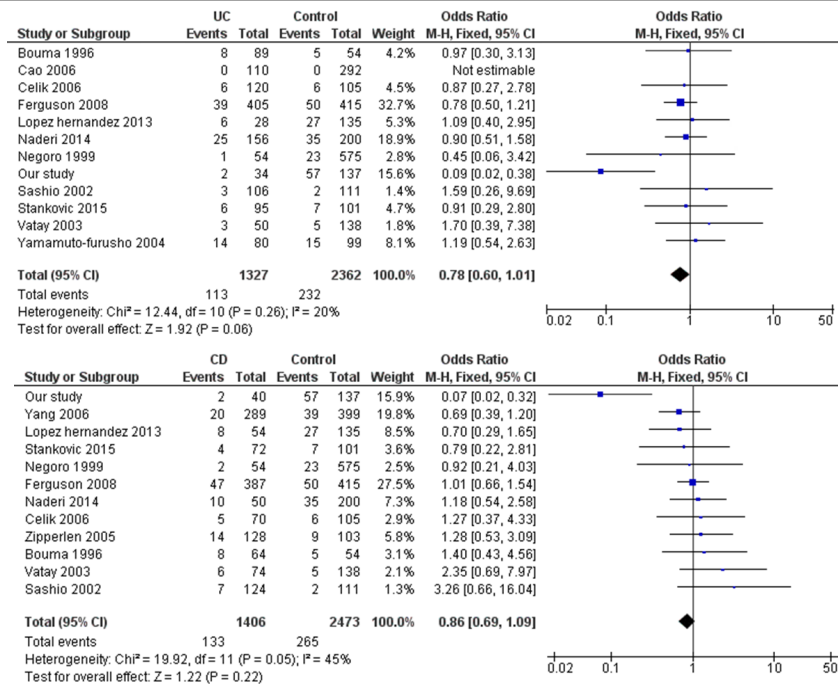 UC Control Odds Ratio Odds Ratio
Study or Subgroup Events Total Events Total Weight M-H, Fixed, 95% CI M-H, Fixed, 95% CI
Bouma 1996 8 89 5 54 4.2% 0.97 [0.30, 3.13]
Cao 2006 0 110 0 292 Not estimable
Celik 2006 6 120 6 105 4.5% 0.87 [0.27, 2.78]
Ferguson 2008 39 405 50 415 32.7% 0.78 [0.50, 1.21]
Lopez hernandez 2013 6 28 27 135 5.3% 1.09 [0.40, 2.95]
Naderi 2014 25 156 35 200 18.9% 0.90 [0.51, 1.58]
Negoro 1999 1 54 23 575 2.8% 0.45 [0.06, 3.42]
Our study 2 34 57 137 15.6% 0.09 [0.02, 0.38]
Sashio 2002 3 106 2 111 1.4% 1.59 [0.26, 9.69]
Stankovic 2015 6 95 7 101 4.7% 0.91 [0.29, 2.80]
Vatay 2003 3 50 5 138 1.8% 1.70 [0.39, 7.38]
Yamamuto-furusho 2004 14 80 15 99 8.1% 1.19 [0.54, 2.63]
Total (95% CI) 1327 2362 100.0% 0.78 [0.60, 1.01]
Total events 113 232
Heterogeneity: Chi² = 12.44, df = 10 (P = 0.26); I² = 20%
Test for overall effect: Z = 1.92 (P = 0.06)
0.02 0.1 1 10 50
CD Control Odds Ratio Odds Ratio
Study or Subgroup Events Total Events Total Weight M-H, Fixed, 95% CI M-H, Fixed, 95% CI
Our study 2 40 57 137 15.9% 0.07 [0.02, 0.32]
Yang 2006 20 289 39 399 19.8% 0.69 [0.39, 1.20]
Lopez hernandez 2013 8 54 27 135 8.5% 0.70 [0.29, 1.65]
Stankovic 2015 4 72 7 101 3.6% 0.79 [0.22, 2.81]
Negoro 1999 2 54 23 575 2.5% 0.92 [0.21, 4.03]
Ferguson 2008 47 387 50 415 27.5% 1.01 [0.66, 1.54]
Naderi 2014 10 50 35 200 7.3% 1.18 [0.54, 2.58]
Celik 2006 5 70 6 105 2.9% 1.27 [0.37, 4.33]
Zipperlen 2005 14 128 9 103 5.8% 1.28 [0.53, 3.09]
Bouma 1996 8 64 5 54 3.1% 1.40 [0.43, 4.56]
Vatay 2003 6 74 5 138 2.1% 2.35 [0.69, 7.97]
Sashio 2002 7 124 2 111 1.3% 3.26 [0.66, 16.04]
Total (95% CI) 1406 2473 100.0% 0.86 [0.69, 1.09]
Total events 133 265
Heterogeneity: Chi² = 19.92, df = 11 (P = 0.05); I² = 45%
Test for overall effect: Z = 1.22 (P = 0.22)
0.02 0.1 1 10 50